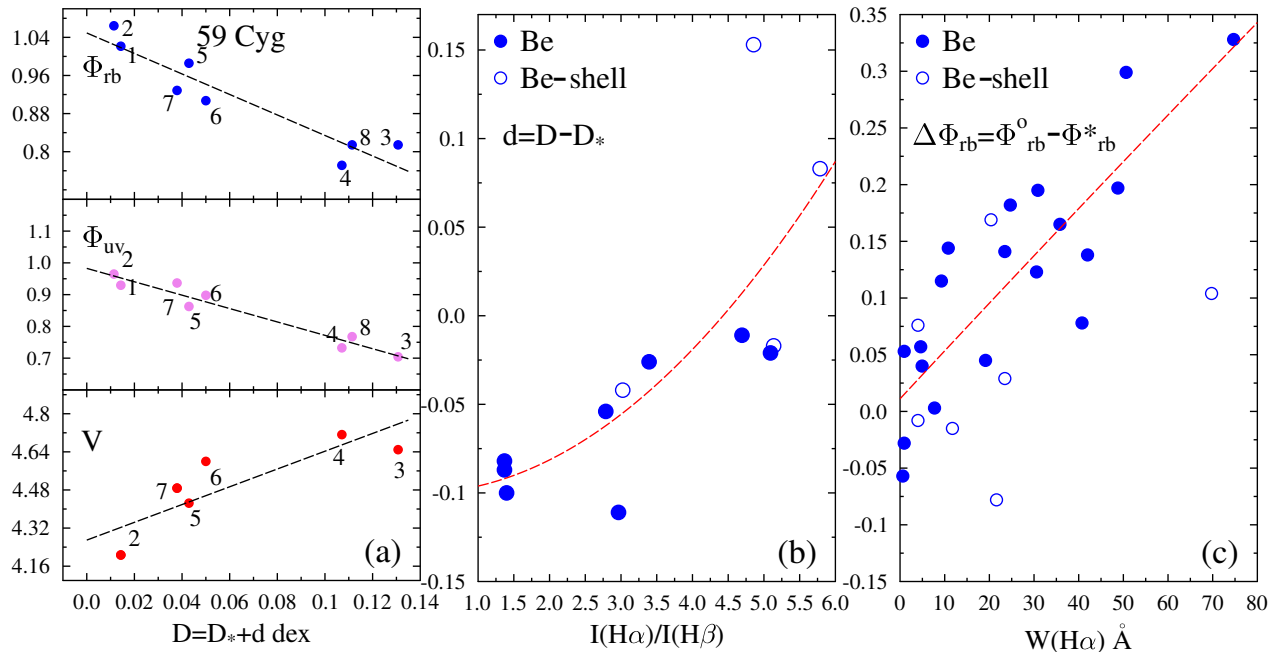 59 Cyg
Φrb
1.04
0.96
0.88
0.8
2
1
5
7
6
8
3
4
Φuv
1.1
1.0
0.9
0.8
0.7
2
1
7
5
6
4
8
3
V
4.8
4.64
4.48
4.32
4.16
2
7
5
6
4
3
(a)
0.0 0.02 0.04 0.06 0.08 0.1 0.12 0.14
D=D*+d dex
Be
Be-shell
d=D-D*
0.15
0.1
0.05
0.0
-0.05
-0.1
-0.15
(b)
1.0 1.5 2.0 2.5 3.0 3.5 4.0 4.5 5.0 5.5 6.0
I(Hα)/I(Hβ)
Be
Be-shell
ΔΦrb=Φ°rb-Φ*rb
0.35
0.3
0.25
0.2
0.15
0.1
0.05
0.0
-0.05
-0.1
-0.15
(c)
0 10 20 30 40 50 60 70 80
W(Hα) Å